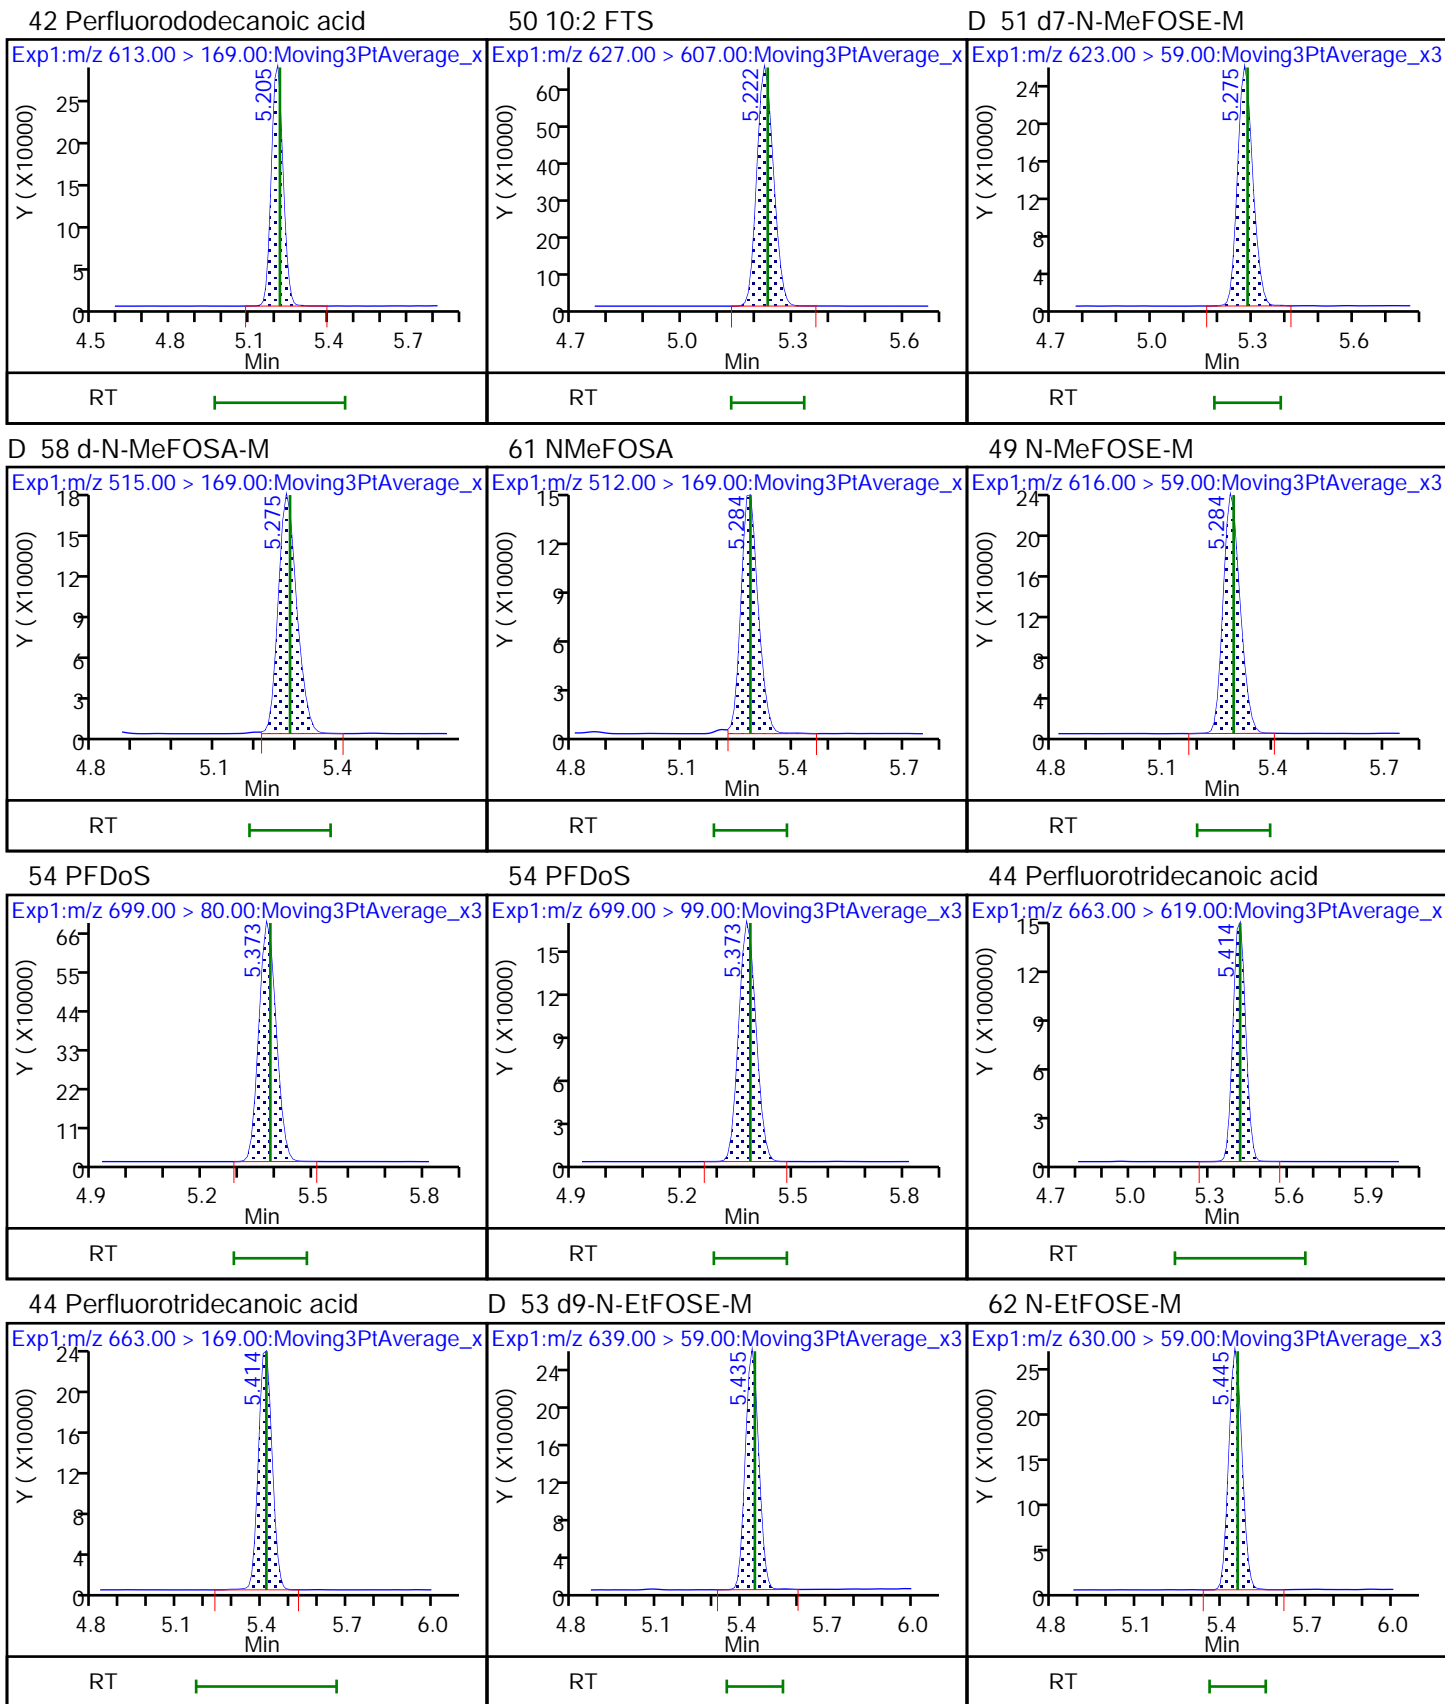 42 Perfluorododecanoic acid
Exp1:m/z 613.00 > 169.00:Moving3PtAverage_x
5.205
Y ( X10000)
25
20
15
10
5
0
4.5 4.8 5.1 5.4 5.7
Min
RT
50 10:2 FTS
Exp1:m/z 627.00 > 607.00:Moving3PtAverage_x
5.222
Y ( X10000)
60
50
40
30
20
10
0
4.7 5.0 5.3 5.6
Min
RT
D 51 d7-N-MeFOSE-M
Exp1:m/z 623.00 > 59.00:Moving3PtAverage_x3
5.275
Y ( X10000)
24
20
16
12
8
4
0
4.7 5.0 5.3 5.6
Min
RT
D 58 d-N-MeFOSA-M
Exp1:m/z 515.00 > 169.00:Moving3PtAverage_x
5.275
Y ( X10000)
18
15
12
9
6
3
0
4.8 5.1 5.4
Min
RT
61 NMeFOSA
Exp1:m/z 512.00 > 169.00:Moving3PtAverage_x
5.284
Y ( X10000)
15
12
9
6
3
0
4.8 5.1 5.4 5.7
Min
RT
49 N-MeFOSE-M
Exp1:m/z 616.00 > 59.00:Moving3PtAverage_x3
5.284
Y ( X10000)
24
20
16
12
8
4
0
4.8 5.1 5.4 5.7
Min
RT
54 PFDoS
Exp1:m/z 699.00 > 80.00:Moving3PtAverage_x3
5.373
Y ( X10000)
66
55
44
33
22
11
0
4.9 5.2 5.5 5.8
Min
RT
54 PFDoS
Exp1:m/z 699.00 > 99.00:Moving3PtAverage_x3
5.373
Y ( X10000)
15
12
9
6
3
0
4.9 5.2 5.5 5.8
Min
RT
44 Perfluorotridecanoic acid
Exp1:m/z 663.00 > 619.00:Moving3PtAverage_x
5.414
Y ( X100000)
15
12
9
6
3
0
4.7 5.0 5.3 5.6 5.9
Min
RT
44 Perfluorotridecanoic acid
Exp1:m/z 663.00 > 169.00:Moving3PtAverage_x
5.414
Y ( X10000)
24
20
16
12
8
4
0
4.8 5.1 5.4 5.7 6.0
Min
RT
D 53 d9-N-EtFOSE-M
Exp1:m/z 639.00 > 59.00:Moving3PtAverage_x3
5.435
Y ( X10000)
24
20
16
12
8
4
0
4.8 5.1 5.4 5.7 6.0
Min
RT
62 N-EtFOSE-M
Exp1:m/z 630.00 > 59.00:Moving3PtAverage_x3
5.445
Y ( X10000)
25
20
15
10
5
0
4.8 5.1 5.4 5.7 6.0
Min
RT